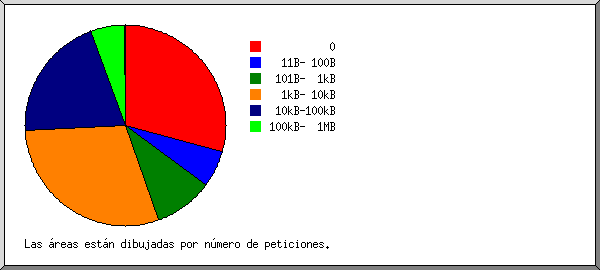 0
11B- 100B
101B- 1kB
1kB- 10kB
10kB-100kB
100kB- 1MB
Las áreas están dibujadas por número de peticiones.